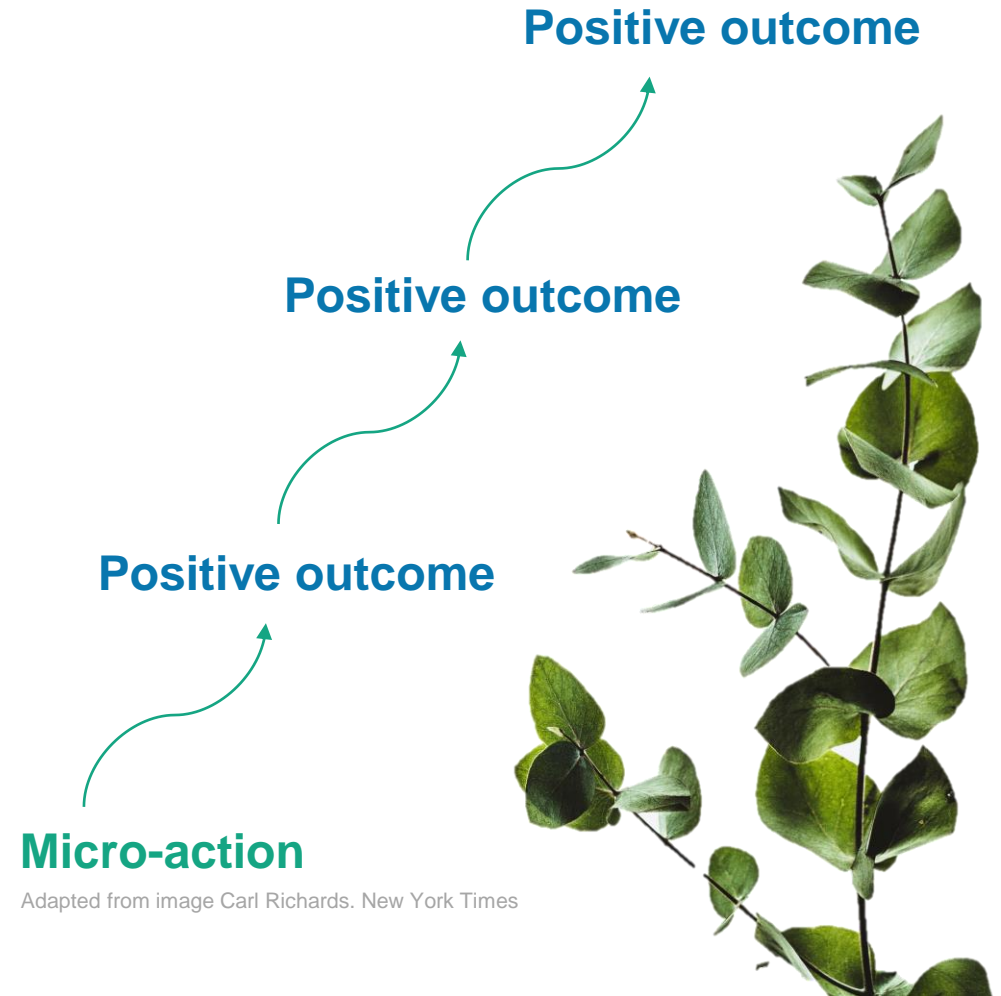 Positive outcome
Positive outcome
Positive outcome
Micro-action
Adapted from image Carl Richards. New York Times